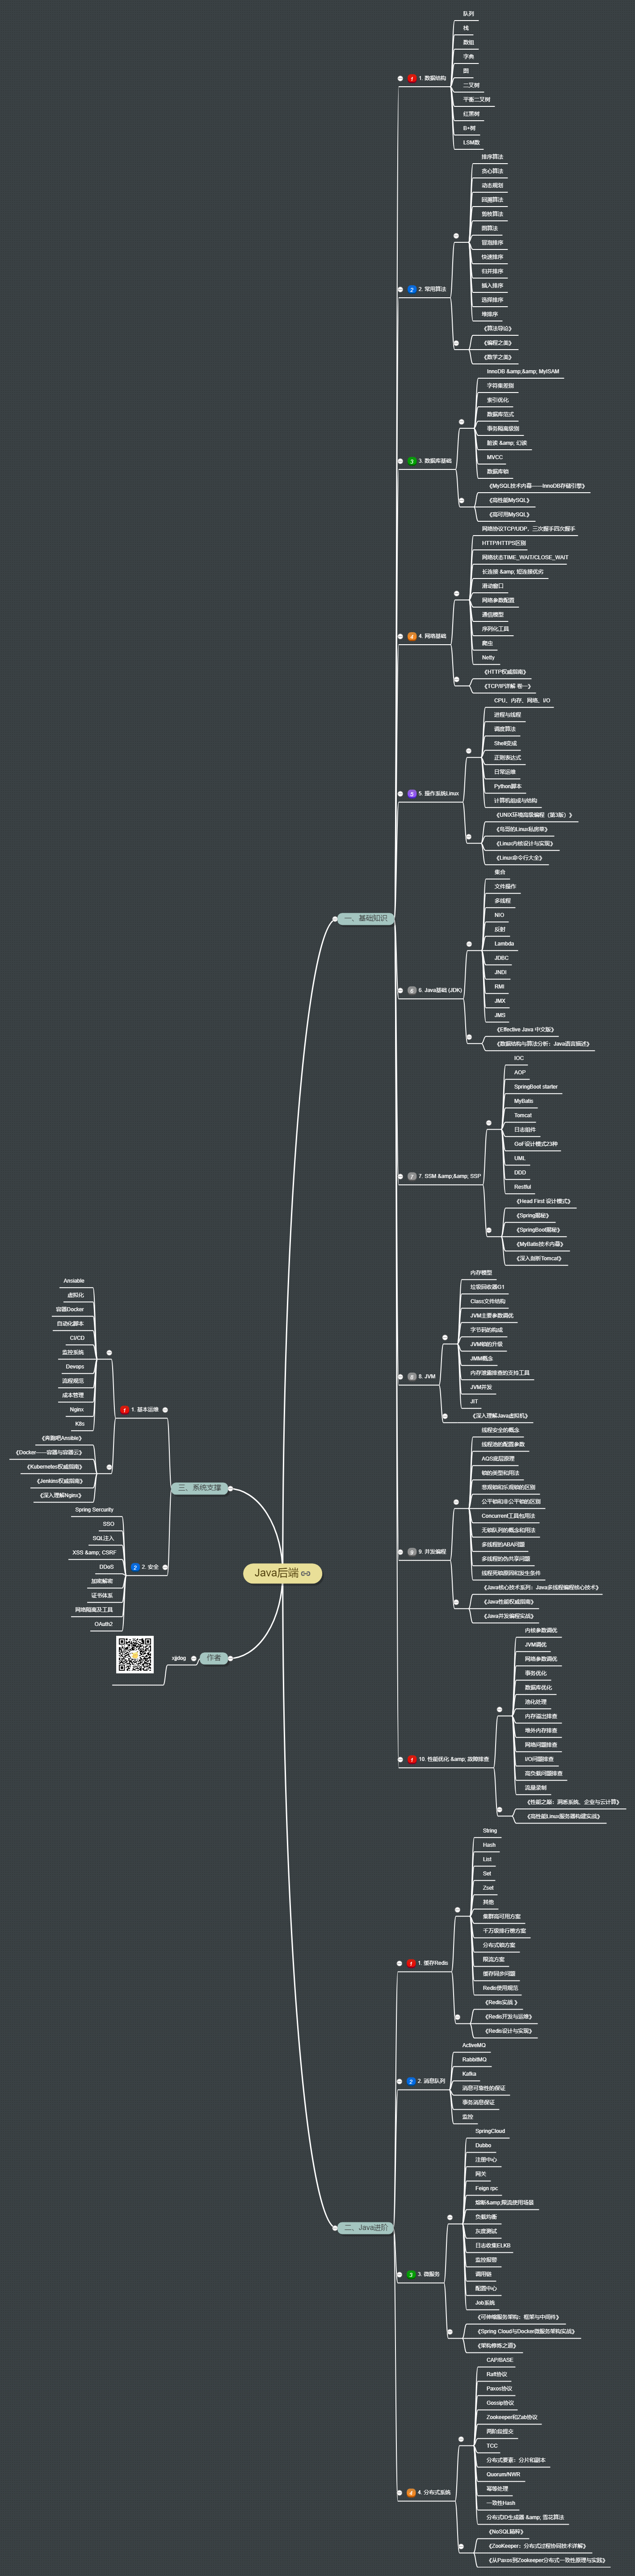 Java后端
一、基础知识
1. 数据结构
队列
栈
数组
字典
图
二叉树
平衡二叉树
红黑树
B+树
LSM数
2. 常用算法
排序算法
贪心算法
动态规划
回溯算法
剪枝算法
图算法
冒泡排序
快速排序
归并排序
插入排序
选择排序
堆排序
《算法导论》
《编程之美》
《数学之美》
3. 数据库基础
InnoDB &amp;&amp; MyISAM
字符集差别
索引优化
数据库范式
事务隔离级别
脏读 &amp; 幻读
MVCC
数据库锁
《MySQL技术内幕——InnoDB存储引擎》
《高性能MySQL》
《高可用MySQL》
4. 网络基础
网络协议TCP/UDP、三次握手四次握手
HTTP/HTTPS区别
网络状态TIME_WAIT/CLOSE_WAIT
长连接 &amp; 短连接优劣
滑动窗口
网络参数配置
通信模型
序列化工具
爬虫
Netty
《HTTP权威指南》
《TCP/IP详解 卷一》
5. 操作系统Linux
CPU、内存、网络、I/O
进程与线程
调度算法
Shell变成
正则表达式
日常运维
Python脚本
计算机组成与结构
《UNIX环境高级编程（第3版）》
《鸟哥的Linux私房菜》
《Linux内核设计与实现》
《Linux命令行大全》
6. Java基础 (JDK)
集合
文件操作
多线程
NIO
反射
Lambda
JDBC
JNDI
RMI
JMX
JMS
《Effective Java 中文版》
《数据结构与算法分析：Java语言描述》
7. SSM &amp;&amp; SSP
IOC
AOP
SpringBoot starter
MyBatis
Tomcat
日志组件
GoF设计模式23种
UML
DDD
Restful
《Head First 设计模式》
《Spring揭秘》
《SpringBoot揭秘》
《MyBatis技术内幕》
《深入剖析Tomcat》
8. JVM
内存模型
垃圾回收器G1
Class文件结构
JVM主要参数调优
字节码的构成
JVM锁的升级
JMM概念
内存泄露排查的支持工具
JVM并发
JIT
《深入理解Java虚拟机》
9. 并发编程
线程安全的概念
线程池的配置参数
AQS底层原理
锁的类型和用法
悲观锁和乐观锁的区别
公平锁和非公平锁的区别
Concurrent工具包用法
无锁队列的概念和用法
多线程的ABA问题
多线程的伪共享问题
线程死锁原因和发生条件
《Java核心技术系列：Java多线程编程核心技术》
《Java性能权威指南》
《Java并发编程实战》
10. 性能优化 &amp; 故障排查
内核参数调优
JVM调优
网络参数调优
事务优化
数据库优化
池化处理
内存溢出排查
堆外内存排查
网络问题排查
I/O问题排查
高负载问题排查
流量录制
《性能之巅：洞悉系统、企业与云计算》
《高性能Linux服务器构建实战》
二、Java进阶
1. 缓存Redis
String
Hash
List
Set
Zset
其他
集群高可用方案
千万级排行榜方案
分布式锁方案
限流方案
缓存同步问题
Redis使用规范
《Redis实战 》
《Redis开发与运维》
《Redis设计与实现》
2. 消息队列
ActiveMQ
RabbitMQ
Kafka
消息可靠性的保证
事务消息保证
监控
3. 微服务
SpringCloud
Dubbo
注册中心
网关
Feign rpc
熔断&amp;限流使用场景
负载均衡
灰度测试
日志收集ELKB
监控报警
调用链
配置中心
Job系统
《可伸缩服务架构：框架与中间件》
《Spring Cloud与Docker微服务架构实战》
《架构修炼之道》
4. 分布式系统
CAP/BASE
Raft协议
Paxos协议
Gossip协议
Zookeeper和Zab协议
两阶段提交
TCC
分布式要素：分片和副本
Quorum/NWR
幂等处理
一致性Hash
分布式ID生成器 &amp; 雪花算法
《NoSQL精粹》
《ZooKeeper：分布式过程协同技术详解》
《从Paxos到Zookeeper分布式一致性原理与实践》
三、系统支撑
1. 基本运维
Ansiable
虚拟化
容器Docker
自动化脚本
CI/CD
监控系统
Devops
流程规范
成本管理
Nginx
K8s
《奔跑吧Ansible》
《Docker——容器与容器云》
《Kubernetes权威指南》
《Jenkins权威指南》
《深入理解Nginx》
2. 安全
Spring Sercurity
SSO
SQL注入
XSS &amp; CSRF
DDoS
加密解密
证书体系
网络隔离及工具
OAuth2
作者
xjjdog